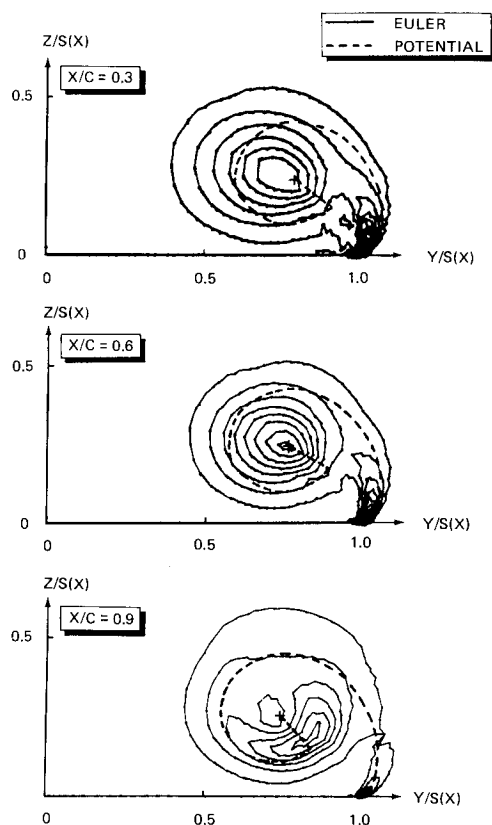 EULER
POTENTIAL
Z/S(X)
X/C = 0.3
0.5
0
0.5
1.0
Y/S(X)
Z/S(X)
X/C = 0.6
0.5
0
0.5
1.0
Y/S(X)
Z/S(X)
X/C = 0.9
0.5
0
0
0.5
1.0
Y/S(X)